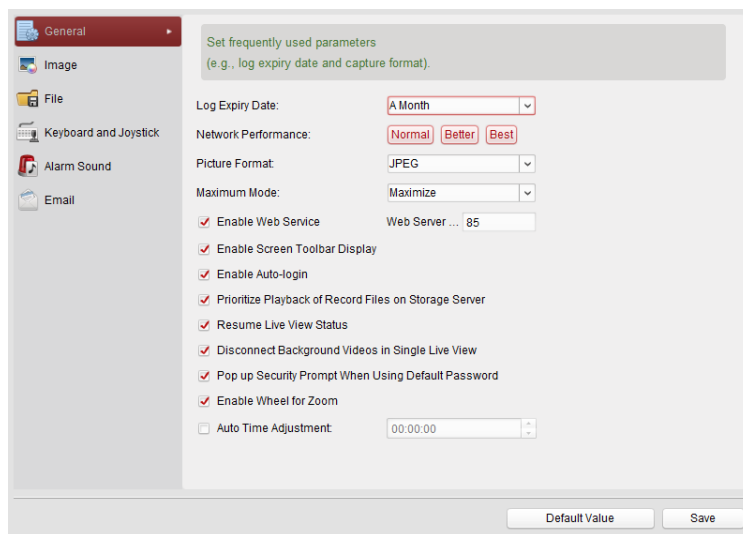 General
Image
File
Keyboard and Joystick
Alarm Sound
Email
Set frequently used parameters
(e.g., log expiry date and capture format).
Log Expiry Date: A Month
Network Performance: Normal Better Best
Picture Format: JPEG
Maximum Mode: Maximize
Enable Web Service Web Server ... 85
Enable Screen Toolbar Display
Enable Auto-login
Prioritize Playback of Record Files on Storage Server
Resume Live View Status
Disconnect Background Videos in Single Live View
Pop up Security Prompt When Using Default Password
Enable Wheel for Zoom
Auto Time Adjustment: 00:00:00
Default Value Save